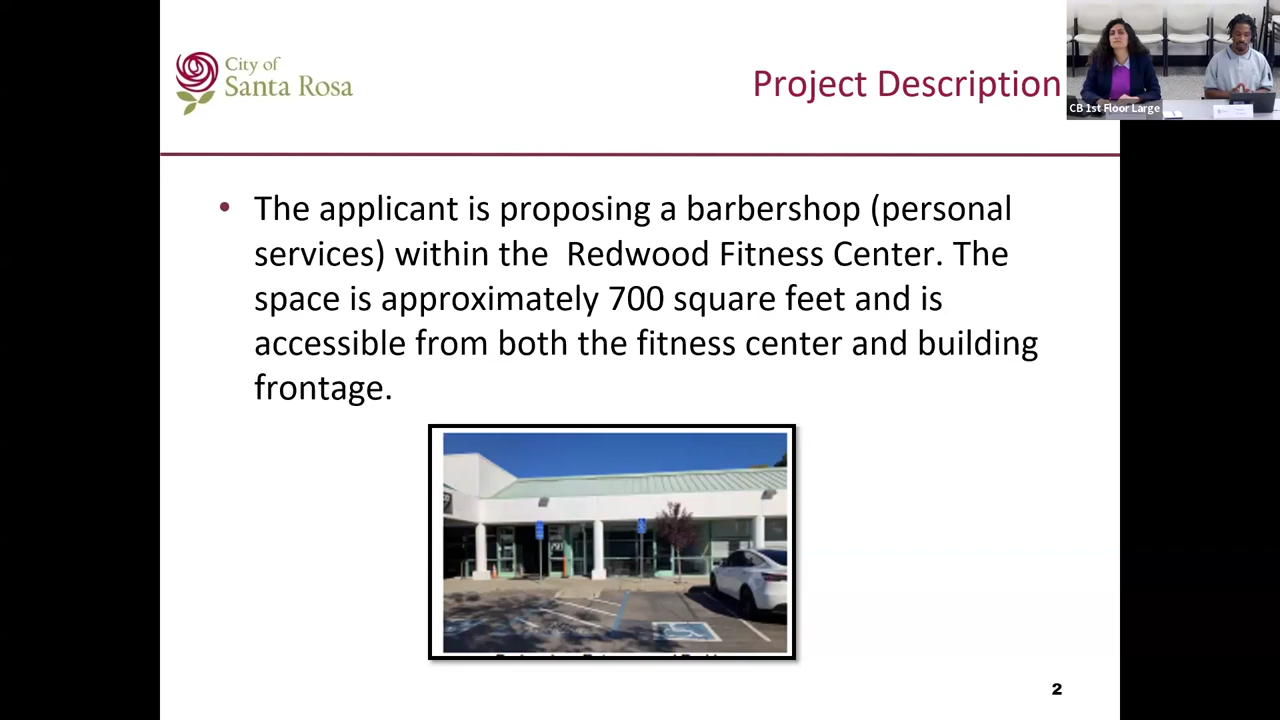 City of
Santa Rosa
Project Description
CB 1st Floor Large
• The applicant is proposing a barbershop (personal
services) within the  Redwood Fitness Center. The
space is approximately 700 square feet and is
accessible from both the fitness center and building
frontage.
2